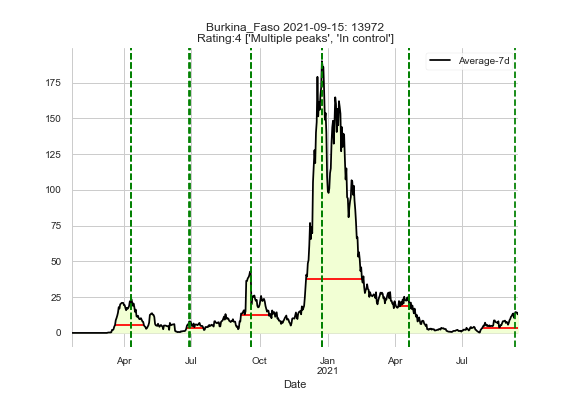 Burkina_Faso 2021-09-15: 13972
Rating:4 ['Multiple peaks', 'In control']
Average-7d
175
150
125
100
75
50
25
0
Apr
Jul
Oct
Jan
2021
Apr
Jul
Date